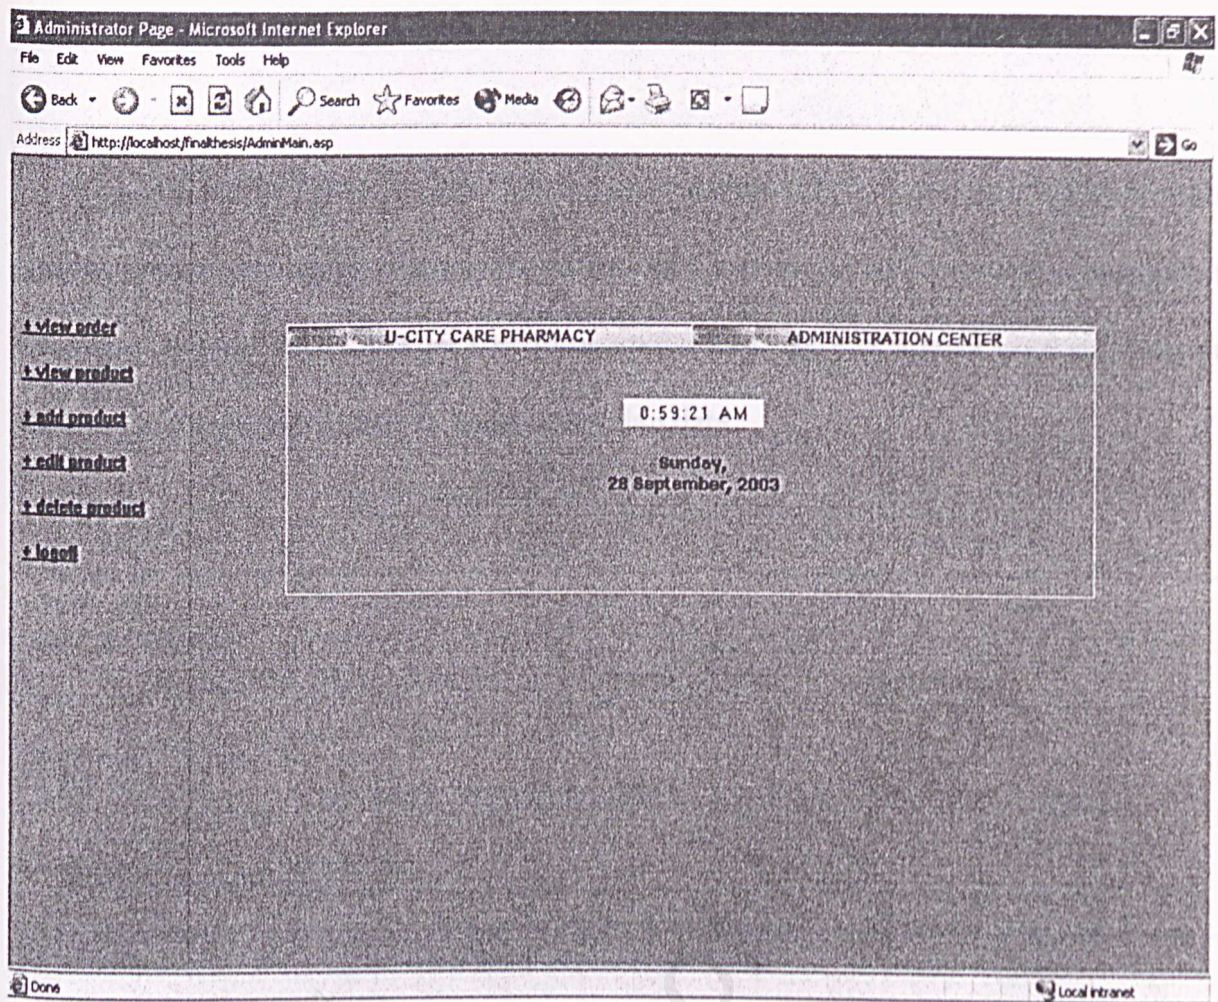 Administrator Page - Microsoft Internet Explorer
File Edit View Favorites Tools Help
Back Search Favorites Media
Address http://localhost/finalthesis/AdminMain.asp Go
+ view order
+ view product
+ add product
+ edit product
+ delete product
+ logoff
U-CITY CARE PHARMACY ADMINISTRATION CENTER
0:59:21 AM
Sunday,
28 September, 2003
Done Local intranet